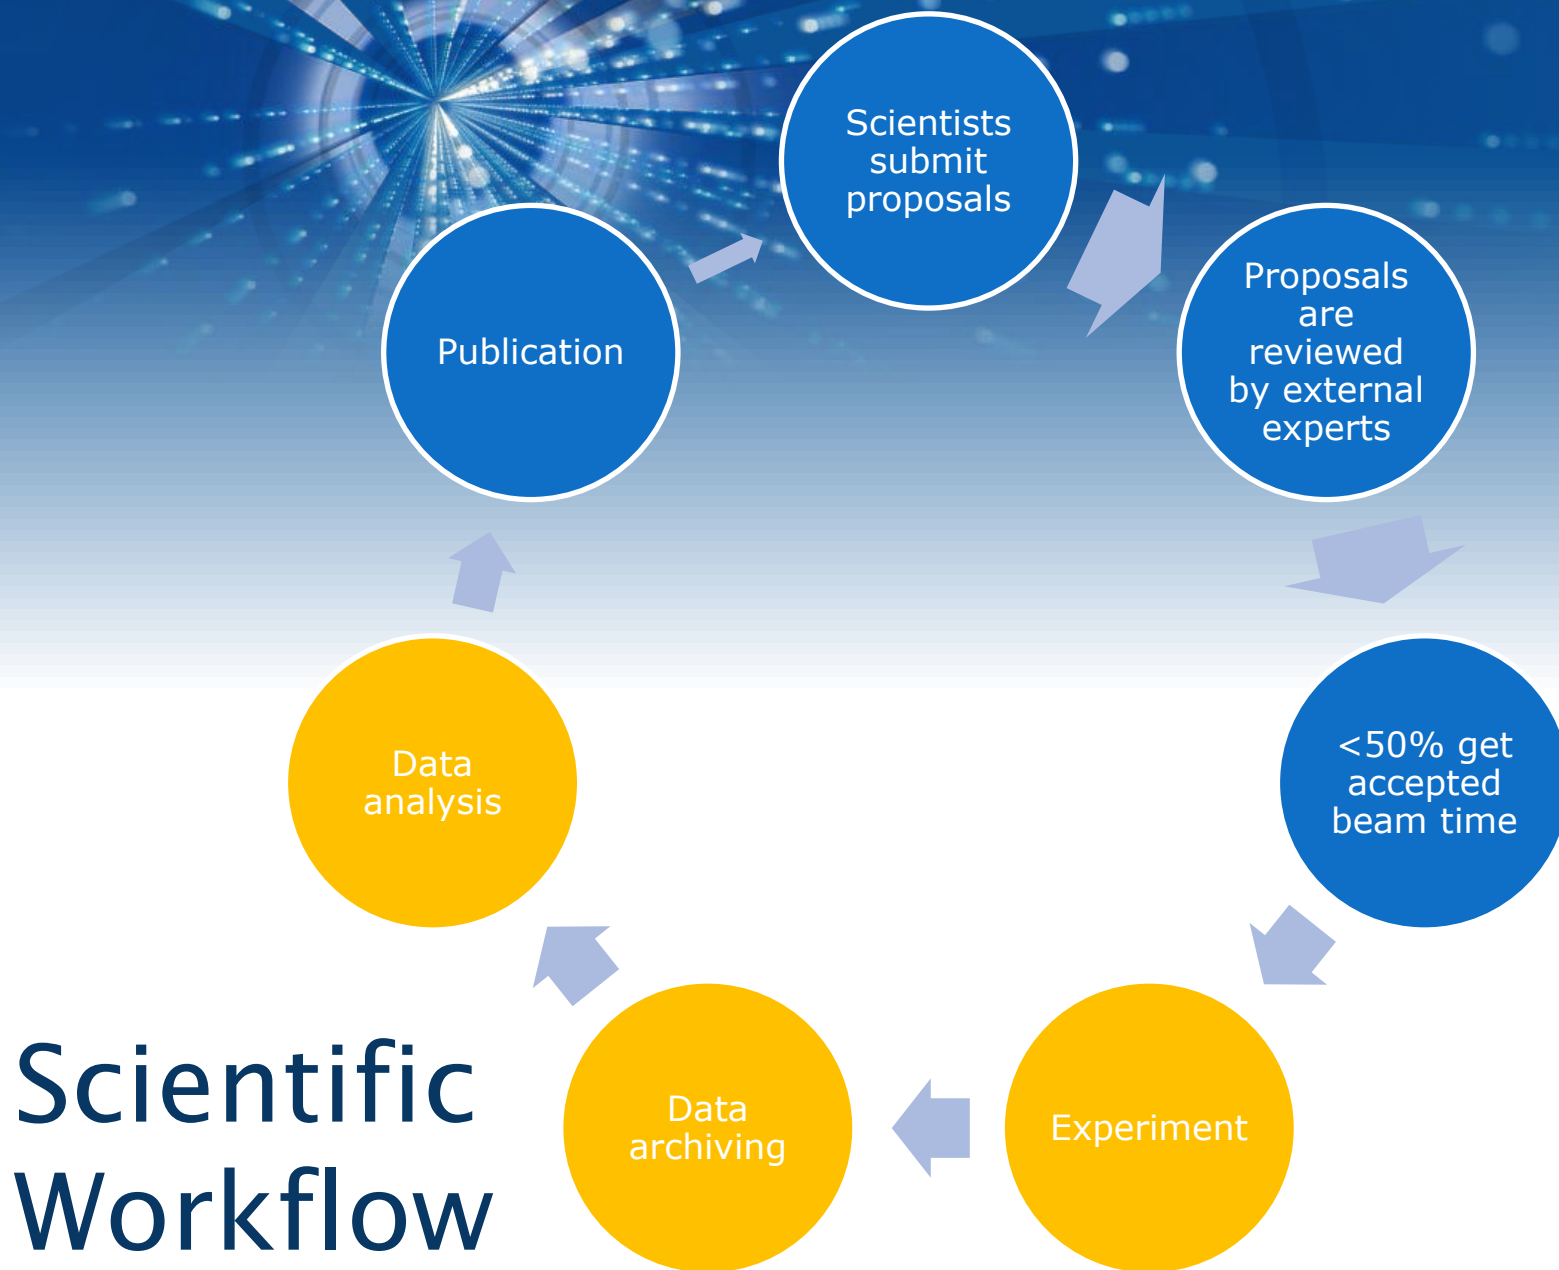 Scientists
submit
proposals
Proposals
are
reviewed
by external
experts
<50% get
accepted
beam time
Experiment
Data
archiving
Data
analysis
Publication
Scientific
Workflow